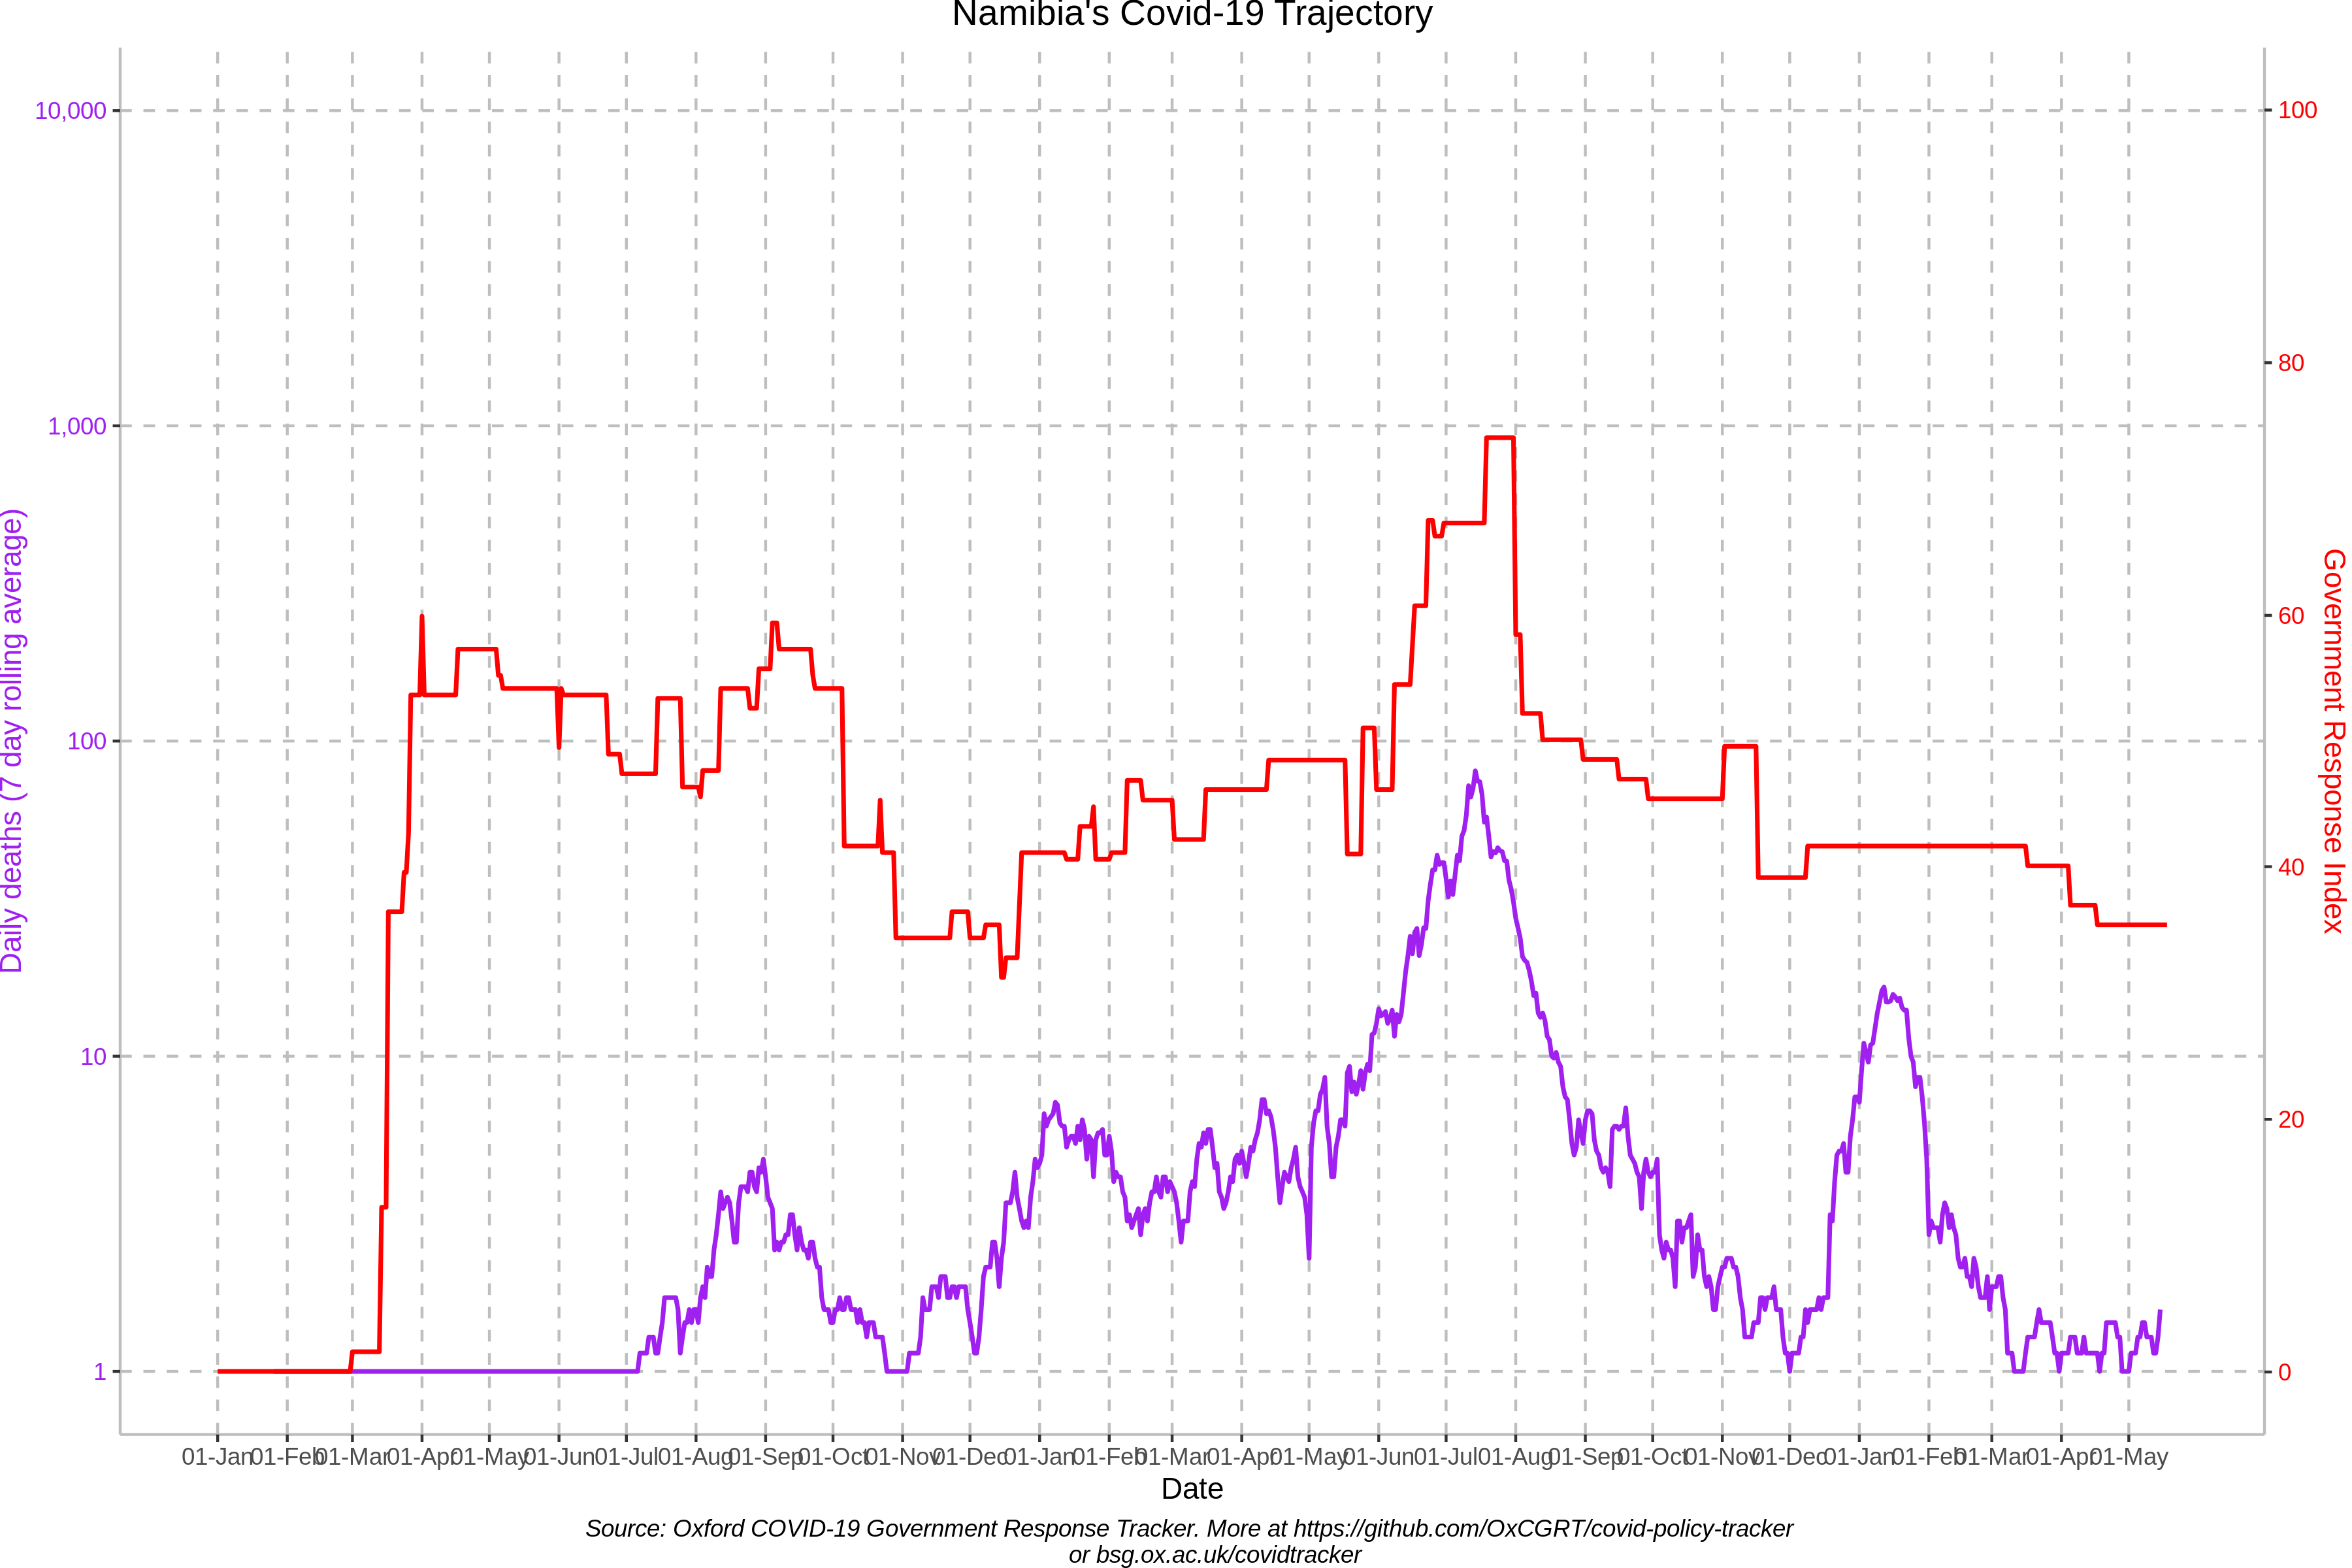 Namibia's Covid-19 Trajectory
10,000
1,000
100
10
1
Daily deaths (7 day rolling average)
100
80
60
40
20
0
Government Response Index
01-Jan 01-Feb 01-Mar 01-Apr 01-May 01-Jun 01-Jul 01-Aug 01-Sep 01-Oct 01-Nov 01-Dec 01-Jan 01-Feb 01-Mar 01-Apr 01-May 01-Jun 01-Jul 01-Aug 01-Sep 01-Oct 01-Nov 01-Dec 01-Jan 01-Feb 01-Mar 01-Apr 01-May
Date
Source: Oxford COVID-19 Government Response Tracker. More at https://github.com/OxCGRT/covid-policy-tracker
or bsg.ox.ac.uk/covidtracker